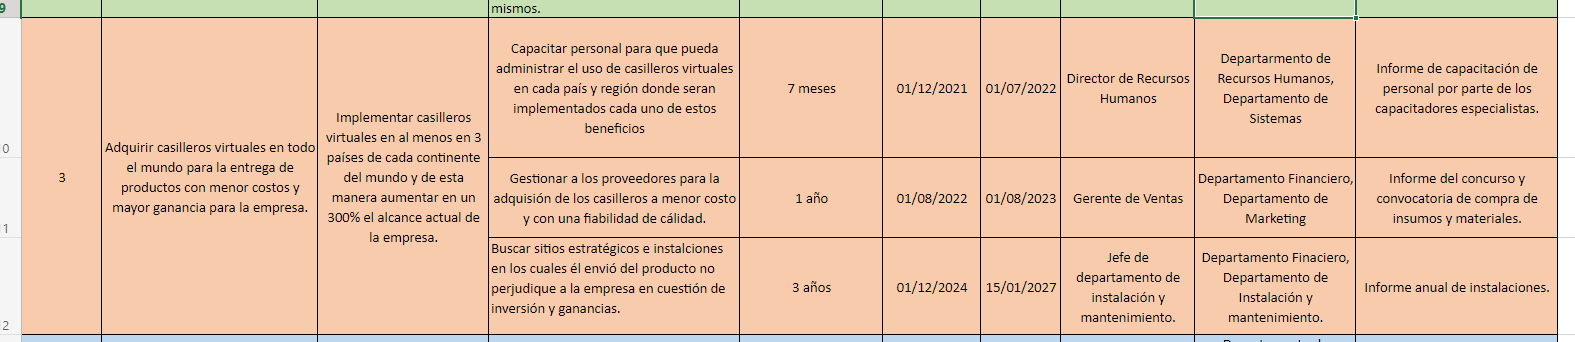 9
mismos.
10
3
Adquirir casilleros virtuales en todo
el mundo para la entrega de
productos con menor costos y
mayor ganancia para la empresa.
Implementar casilleros
virtuales en al menos en 3
países de cada continente
del mundo y de esta
manera aumentar en un
300% el alcance actual de
la empresa.
Capacitar personal para que pueda
administrar el uso de casilleros virtuales
en cada país y región donde seran
implementados cada uno de estos
beneficios
7 meses
01/12/2021
01/07/2022
Director de Recursos
Humanos
Departarmento de
Recursos Humanos,
Departamento de
Sistemas
Informe de capacitación de
personal por parte de los
capacitadores especialistas.
11
Gestionar a los proveedores para la
adquisión de los casilleros a menor costo
y con una fiabilidad de cálidad.
1 año
01/08/2022
01/08/2023
Gerente de Ventas
Departamento Financiero,
Departamento de
Marketing
Informe del concurso y
convocatoria de compra de
insumos y materiales.
12
Buscar sitios estratégicos e instalciones
en los cuales él envió del producto no
perjudique a la empresa en cuestión de
inversión y ganancias.
3 años
01/12/2024
15/01/2027
Jefe de
departamento de
instalación y
mantenimiento.
Departamento Finaciero,
Departamento de
Instalación y
mantenimiento.
Informe anual de instalaciones.